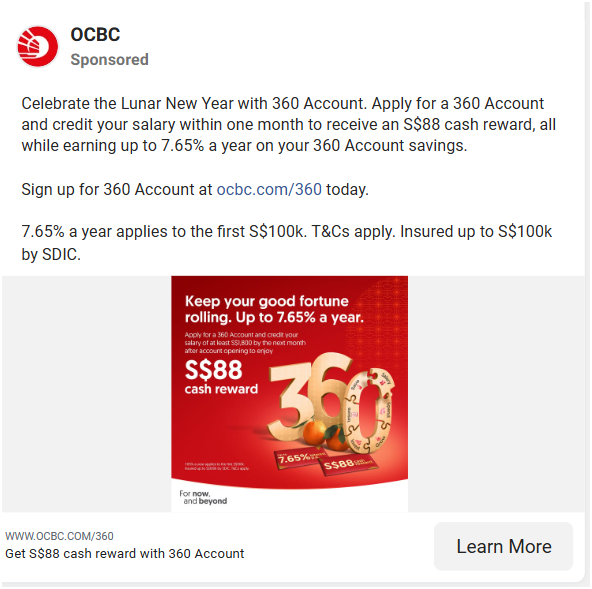 OCBC
Sponsored
Celebrate the Lunar New Year with 360 Account. Apply for a 360 Account
and credit your salary within one month to receive an S$88 cash reward, all
while earning up to 7.65% a year on your 360 Account savings.
Sign up for 360 Account at ocbc.com/360 today.
7.65% a year applies to the first S$100k. T&Cs apply. Insured up to S$100k
by SDIC.
Keep your good fortune
rolling. Up to 7.65% a year.
Apply for a 360 Account and credit your
salary of at least S$1,800 by the next month
after account opening to enjoy
S$88
cash reward
360
7.65%
S$88
For now,
and beyond
WWW.OCBC.COM/360
Get S$88 cash reward with 360 Account
Learn More